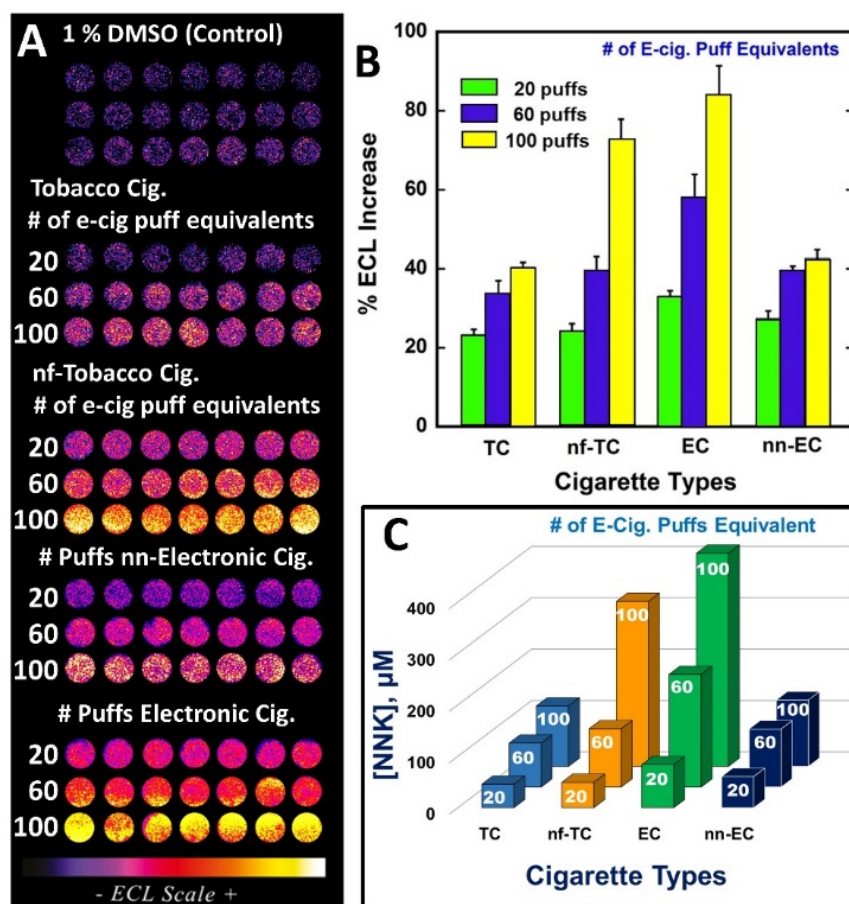 A
1 % DMSO (Control)
Tobacco Cig.
# of e-cig puff equivalents
20
60
100
nf-Tobacco Cig.
# of e-cig puff equivalents
20
60
100
# Puffs nn-Electronic Cig.
20
60
100
# Puffs Electronic Cig.
20
60
100
- ECL Scale +
B
# of E-cig. Puff Equivalents
20 puffs
60 puffs
100 puffs
% ECL Increase
100
80
60
40
20
0
TC nf-TC EC nn-EC
Cigarette Types
C
# of E-Cig. Puffs Equivalent
[NNK], µM
400
300
200
100
0
100
60
20
100
60
20
100
60
20
100
60
20
TC nf-TC EC nn-EC
Cigarette Types